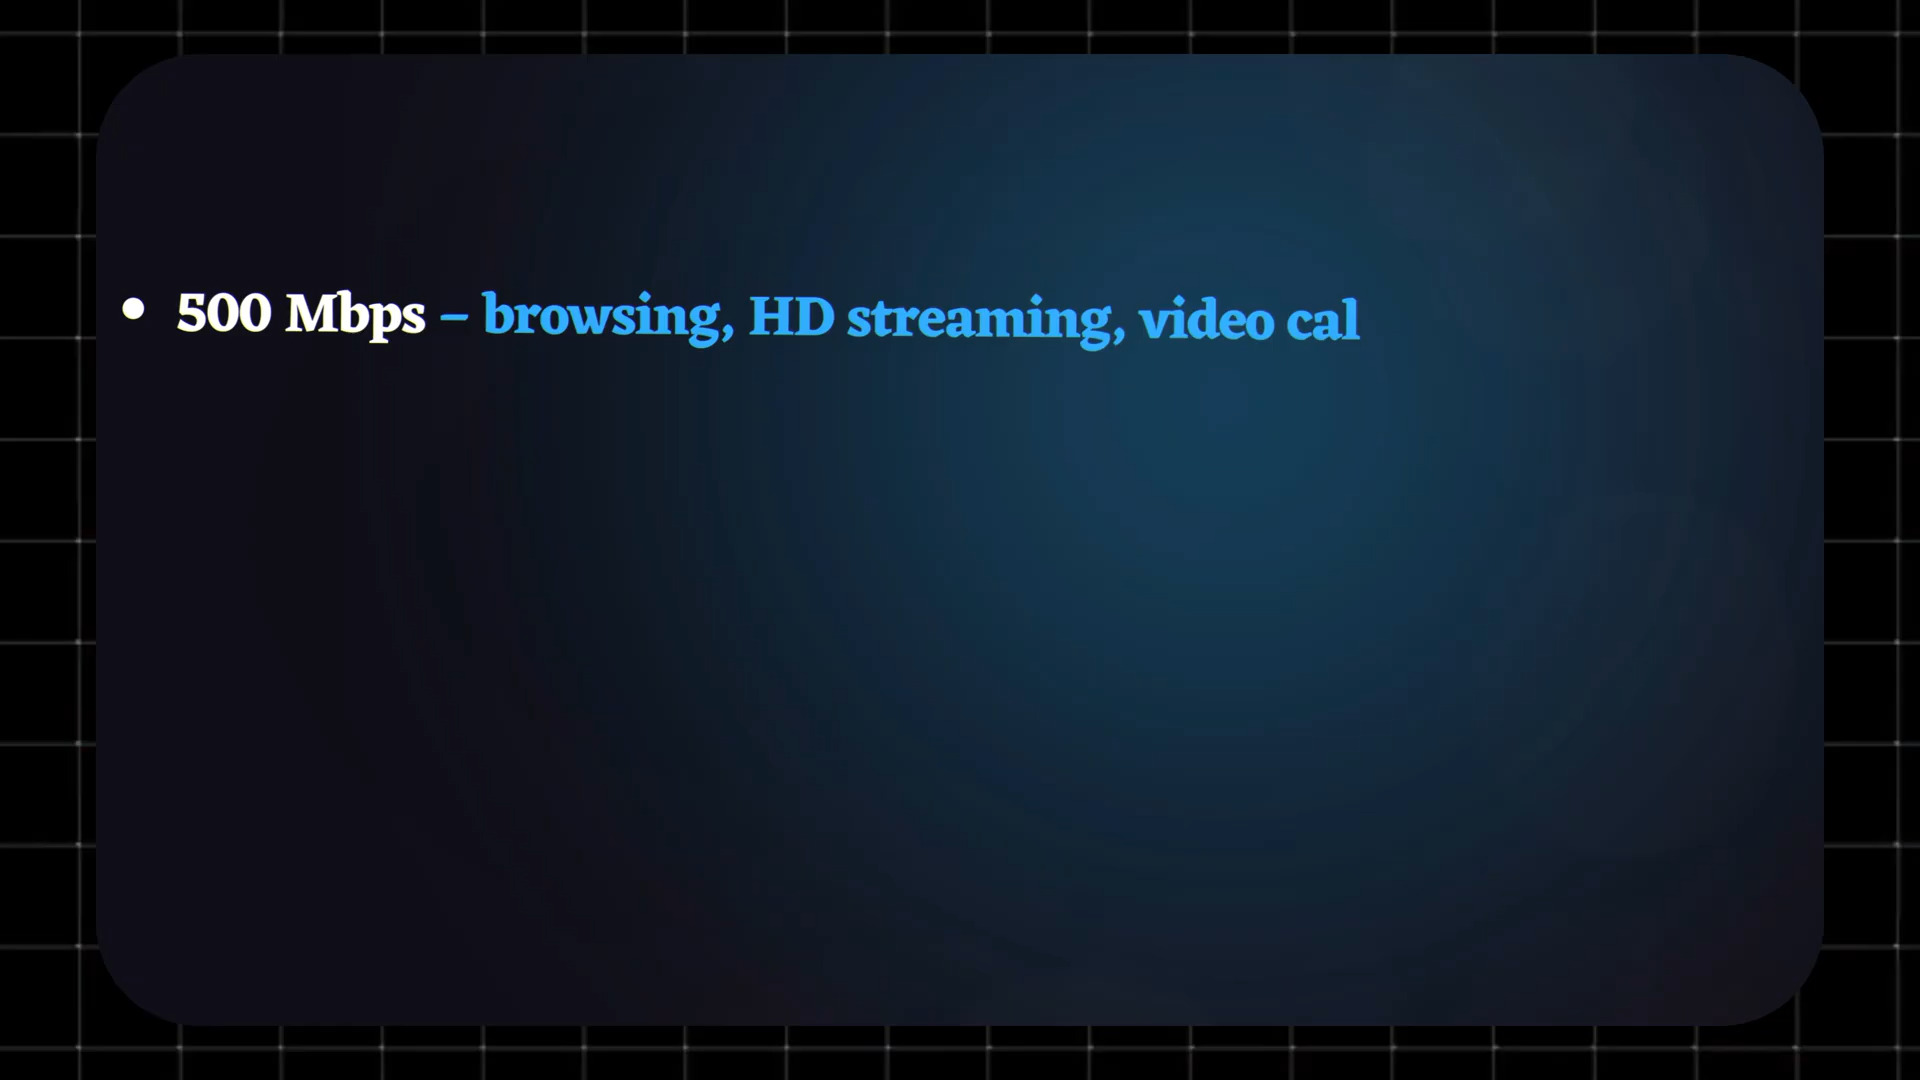 • 500 Mbps – browsing, HD streaming, video cal